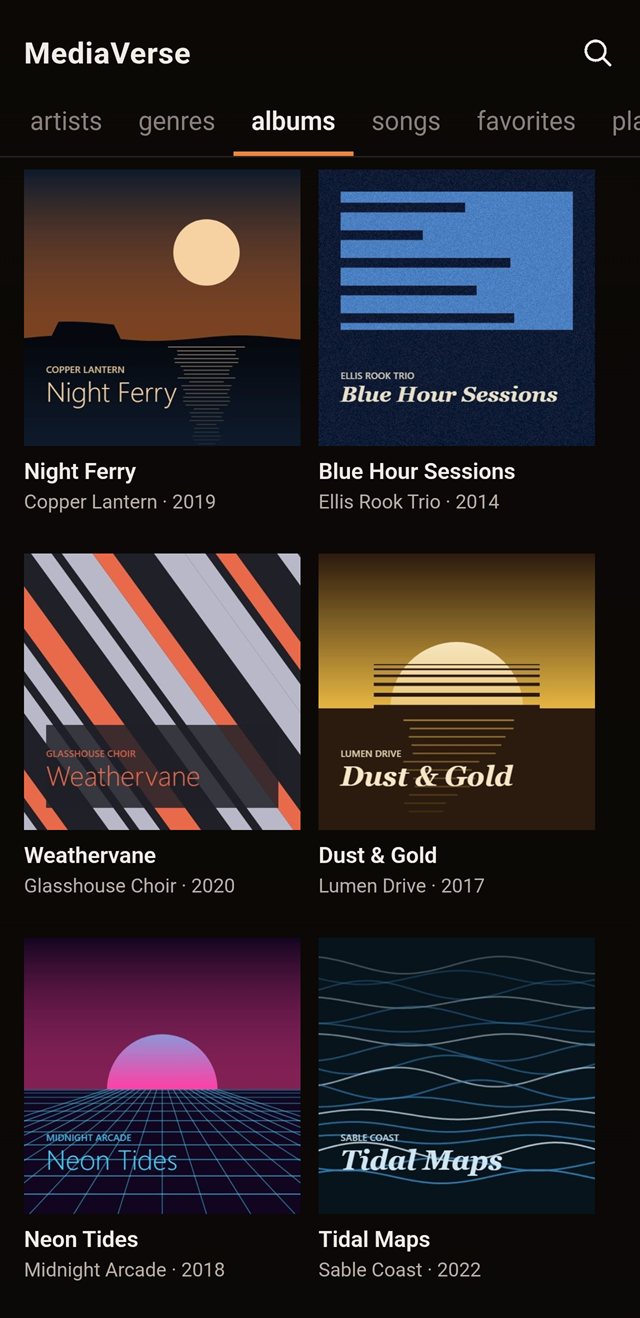 MediaVerse
artists genres albums songs favorites
COPPER LANTERN
Night Ferry
ELLIS ROOK TRIO
Blue Hour Sessions
Night Ferry
Copper Lantern · 2019
Blue Hour Sessions
Ellis Rook Trio · 2014
GLASSHOUSE CHOIR
Weathervane
LUMEN DRIVE
Dust & Gold
Weathervane
Glasshouse Choir · 2020
Dust & Gold
Lumen Drive · 2017
MIDNIGHT ARCADE
Neon Tides
SABLE COAST
Tidal Maps
Neon Tides
Midnight Arcade · 2018
Tidal Maps
Sable Coast · 2022